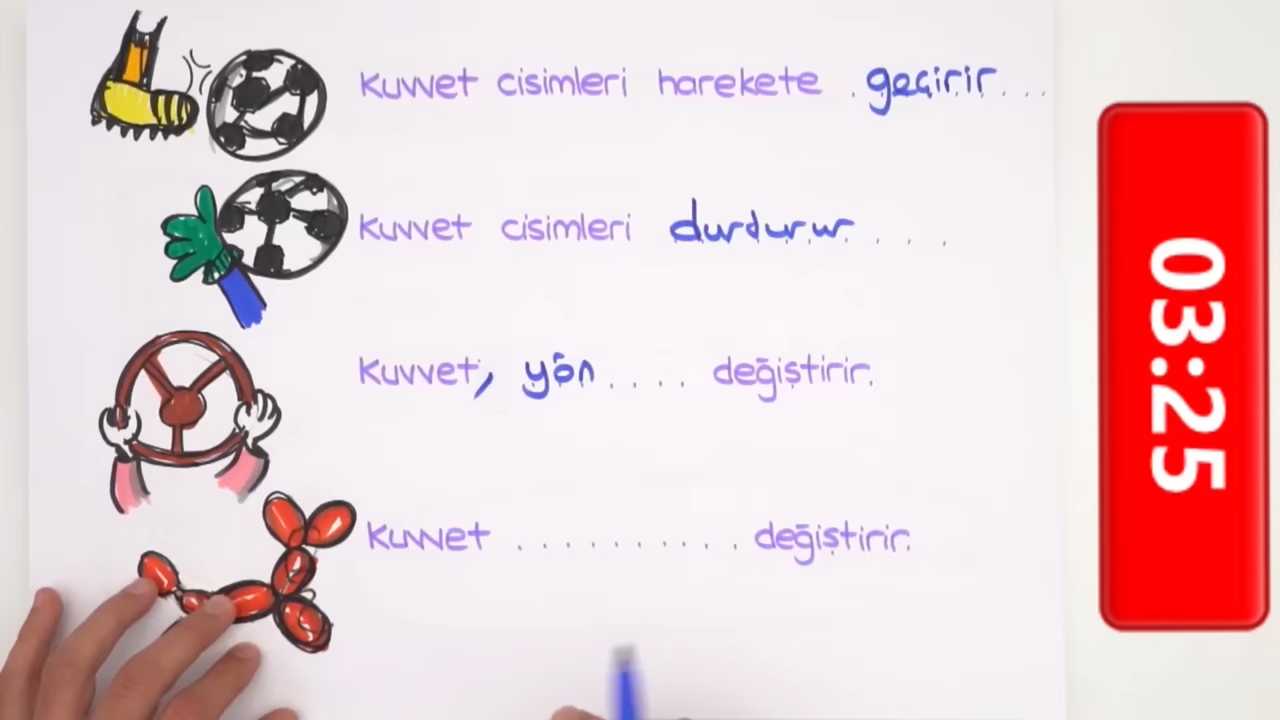 Kuvvet cisimleri harekete geçirir....
Kuvvet cisimleri durdurur....
Kuvvet, yön.... değiştirir.
Kuvvet .......... değiştirir.
03:25